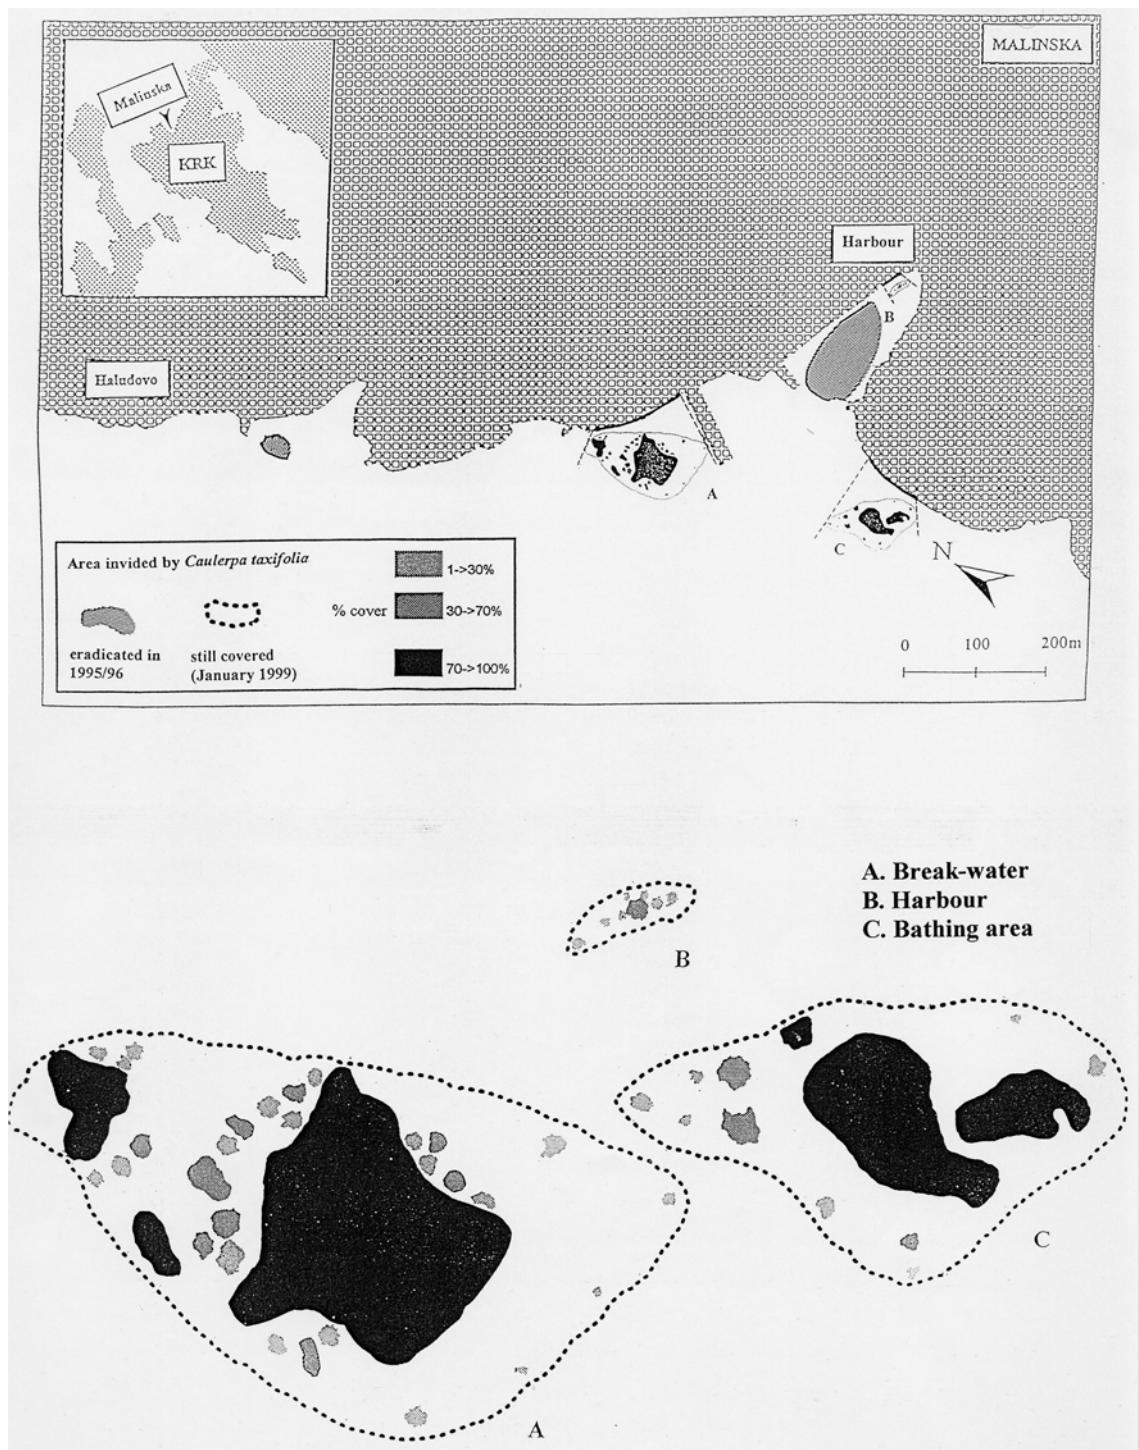 MALINSKA
Malinska
KRK
Harbour
B
Haludovo
A
C
N
Area invided by Caulerpa taxifolia
eradicated in
1995/96
still covered
(January 1999)
% cover
1->30%
30->70%
70->100%
0 100 200m
A. Break-water
B. Harbour
C. Bathing area
B
C
A